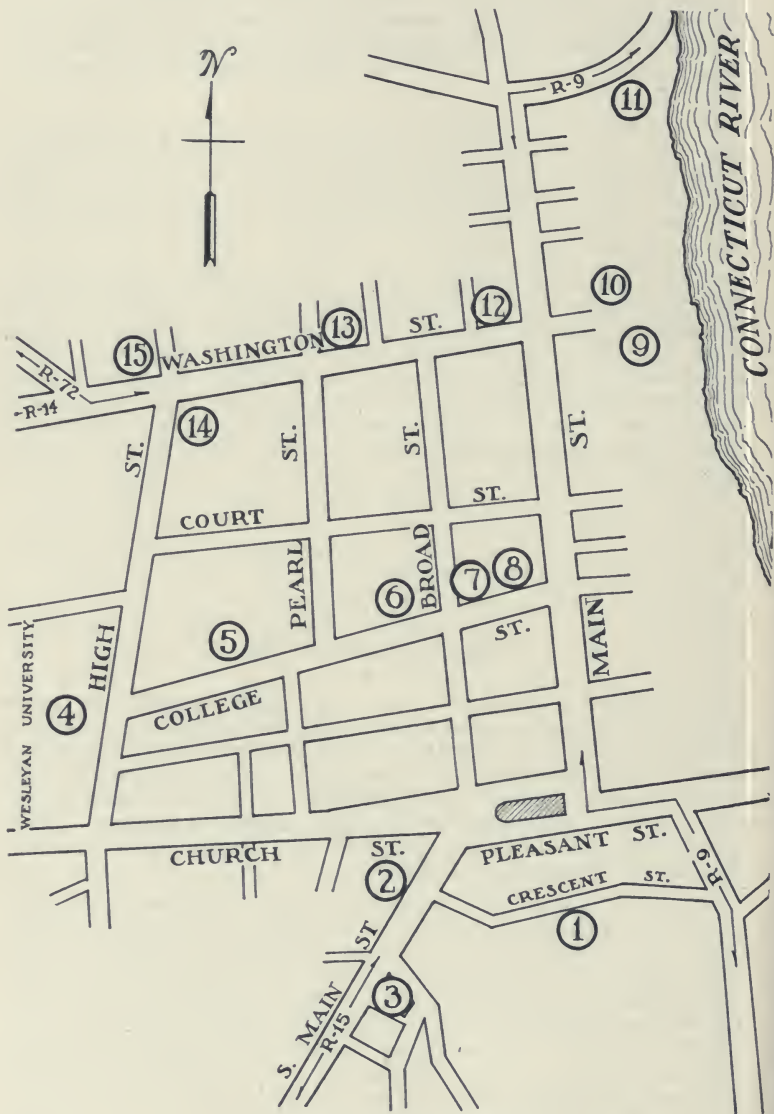 N
R-9
11
CONNECTICUT RIVER
10
12
13
ST.
15
WASHINGTON
9
R-72
R-14
14
ST.
ST.
ST.
ST.
COURT
ST.
PEARL
BROAD
7
8
6
5
ST.
MAIN
HIGH
WESLEYAN UNIVERSITY
4
COLLEGE
CHURCH
ST.
PLEASANT ST.
R-9
2
CRESCENT ST.
1
S. MAIN ST
3
R-15